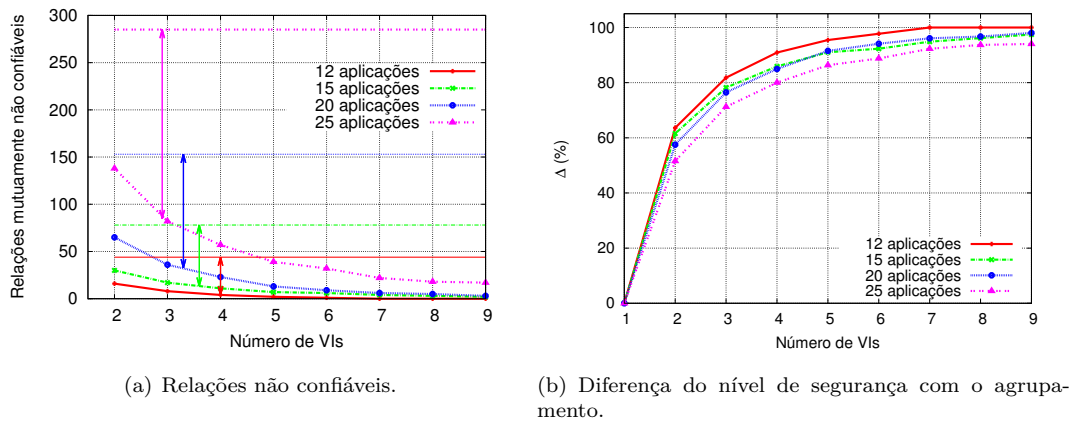 Relações mutuamente não confiáveis
300
250
200
150
100
50
0
12 aplicações
15 aplicações
20 aplicações
25 aplicações
2 3 4 5 6 7 8 9
Número de VIs
(a) Relações não confiáveis.
Δ (%)
100
80
60
40
20
0
12 aplicações
15 aplicações
20 aplicações
25 aplicações
1 2 3 4 5 6 7 8 9
Número de VIs
(b) Diferença do nível de segurança com o agrupa-
mento.